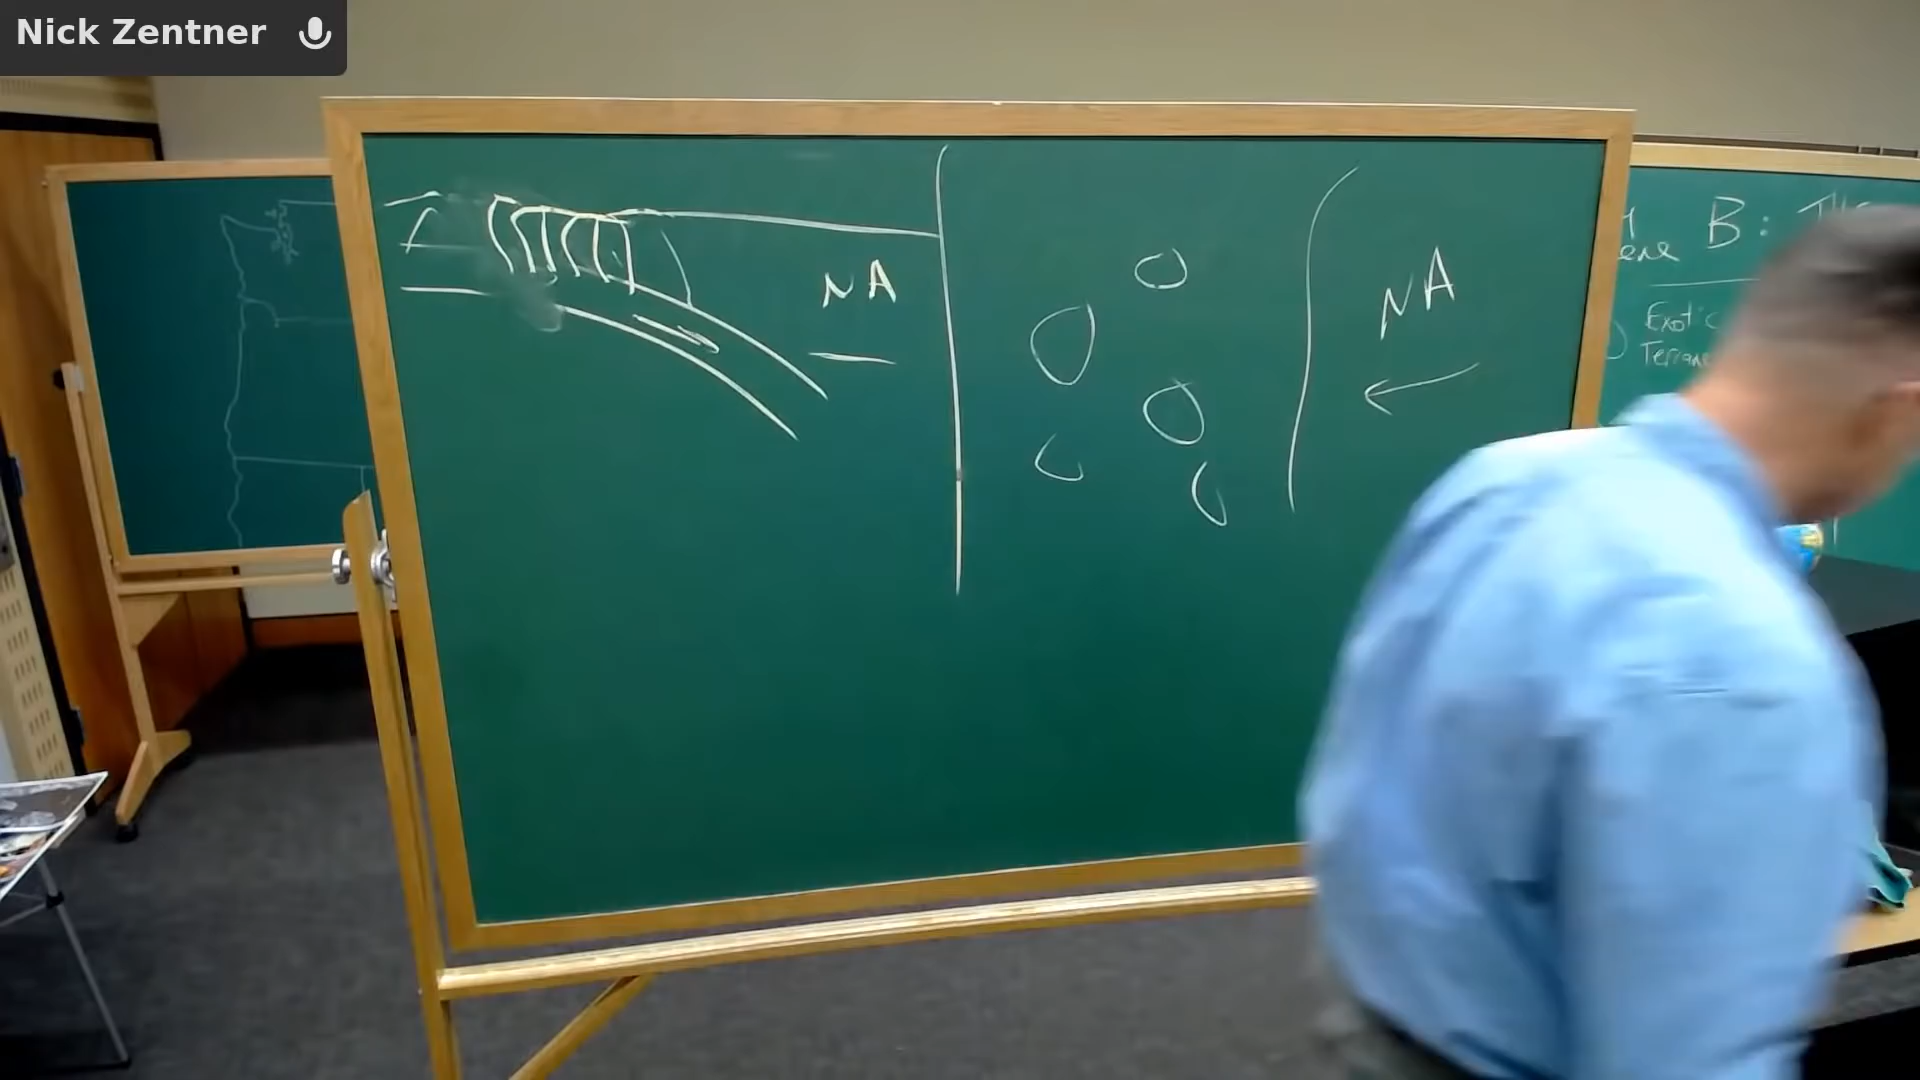 Nick Zentner
NA
NA
B:
Exotic
Terrane